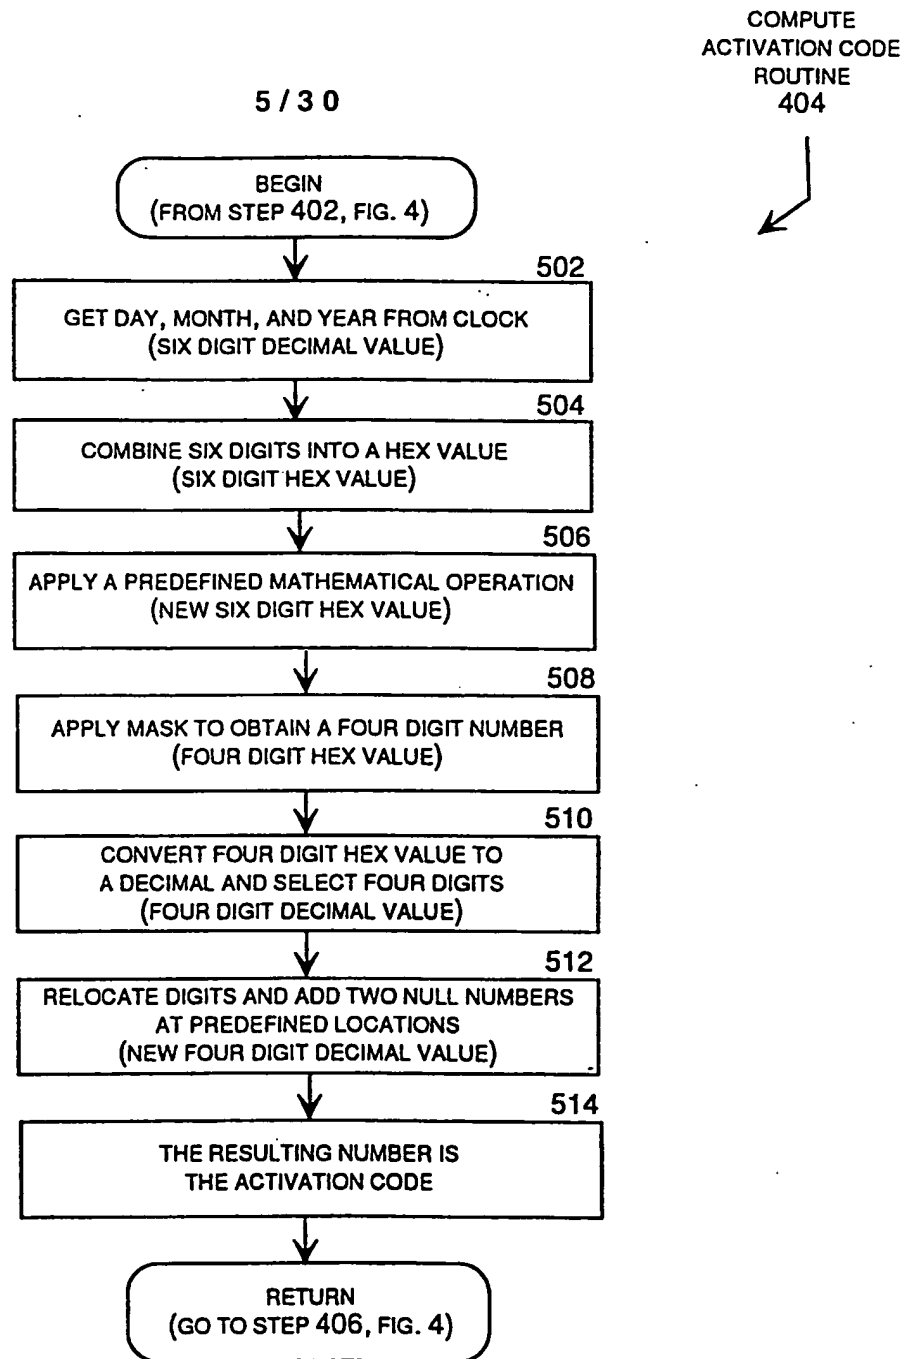 COMPUTE
ACTIVATION CODE
ROUTINE
404
5/30
BEGIN
(FROM STEP 402, FIG. 4)
502
GET DAY, MONTH, AND YEAR FROM CLOCK
(SIX DIGIT DECIMAL VALUE)
504
COMBINE SIX DIGITS INTO A HEX VALUE
(SIX DIGIT HEX VALUE)
506
APPLY A PREDEFINED MATHEMATICAL OPERATION
(NEW SIX DIGIT HEX VALUE)
508
APPLY MASK TO OBTAIN A FOUR DIGIT NUMBER
(FOUR DIGIT HEX VALUE)
510
CONVERT FOUR DIGIT HEX VALUE TO
A DECIMAL AND SELECT FOUR DIGITS
(FOUR DIGIT DECIMAL VALUE)
512
RELOCATE DIGITS AND ADD TWO NULL NUMBERS
AT PREDEFINED LOCATIONS
(NEW FOUR DIGIT DECIMAL VALUE)
514
THE RESULTING NUMBER IS
THE ACTIVATION CODE
RETURN
(GO TO STEP 406, FIG. 4)